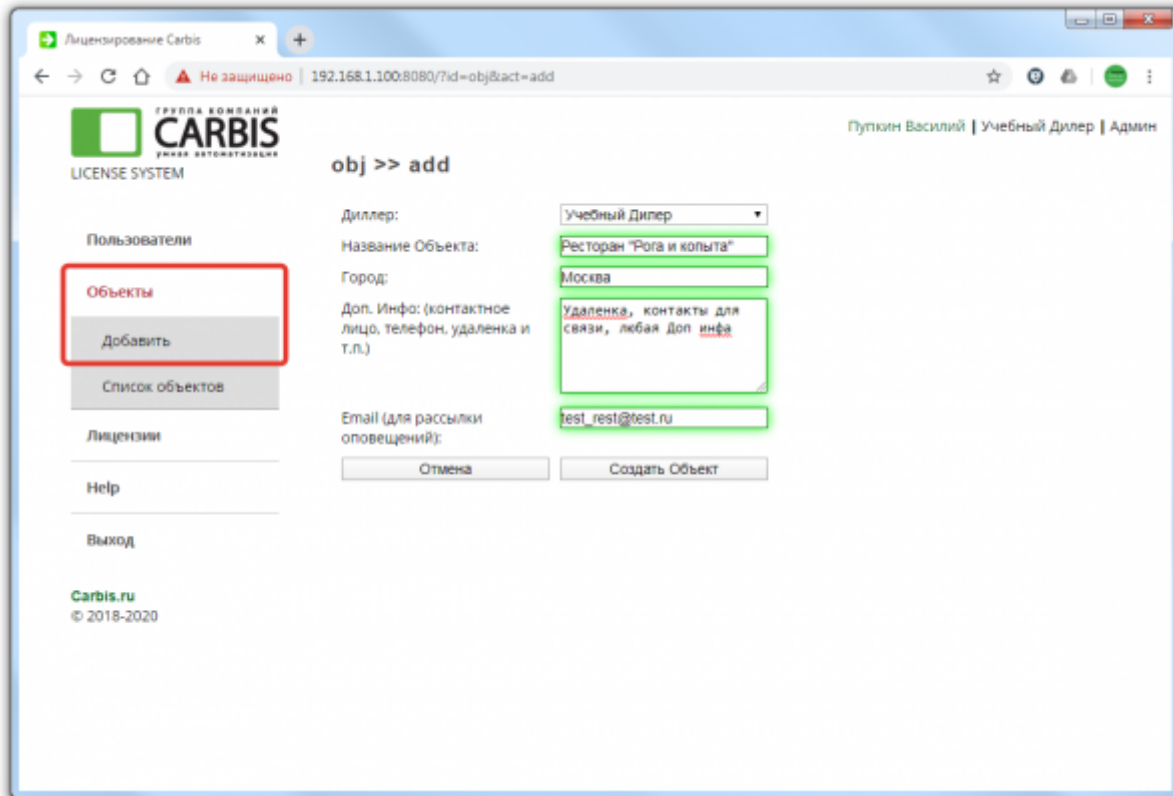 Лицензирование Carbis
Не защищено | 192.168.1.100:8080/?id=obj&act=add
ГРУППА КОМПАНИЙ
CARBIS
умная автоматизация
LICENSE SYSTEM
Пупкин Василий | Учебный Дилер | Админ
obj >> add
Пользователи
Объекты
Добавить
Список объектов
Лицензии
Help
Выход
Carbis.ru
© 2018-2020
Диллер:
Учебный Дилер
Название Объекта:
Ресторан "Рога и копыта"
Город:
Москва
Доп. Инфо: (контактное
лицо, телефон, удаленка и
т.п.)
Удаленка, контакты для
связи, любая Доп инфа
Email (для рассылки
оповещений):
test_rest@test.ru
Отмена
Создать Объект